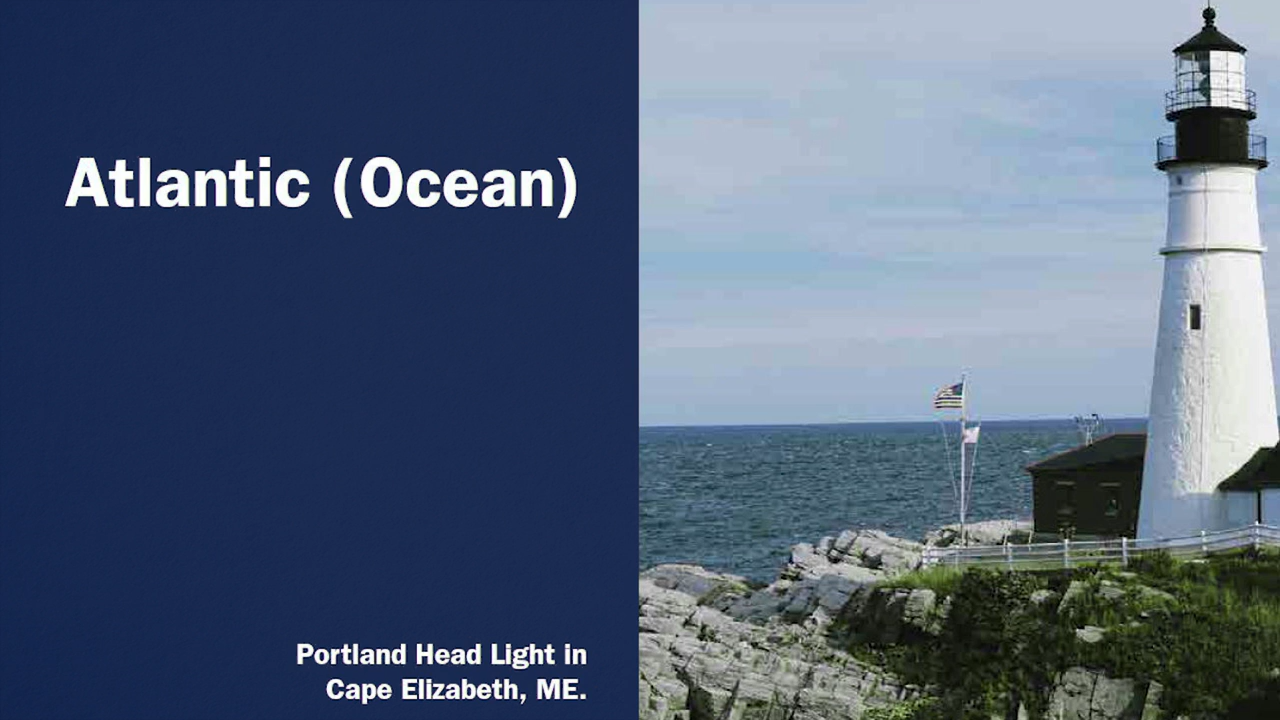 Atlantic (Ocean)
Portland Head Light in
Cape Elizabeth, ME.